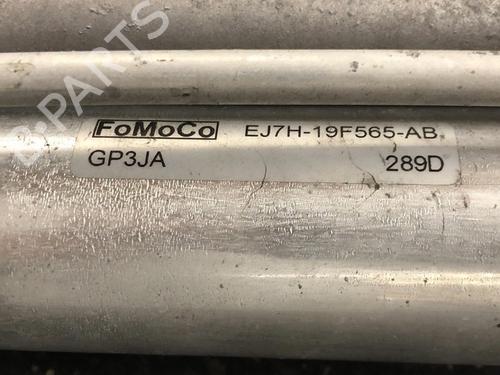 B-PARTS
FoMoCo EJ7H-19F565-AB
GP3JA 289D